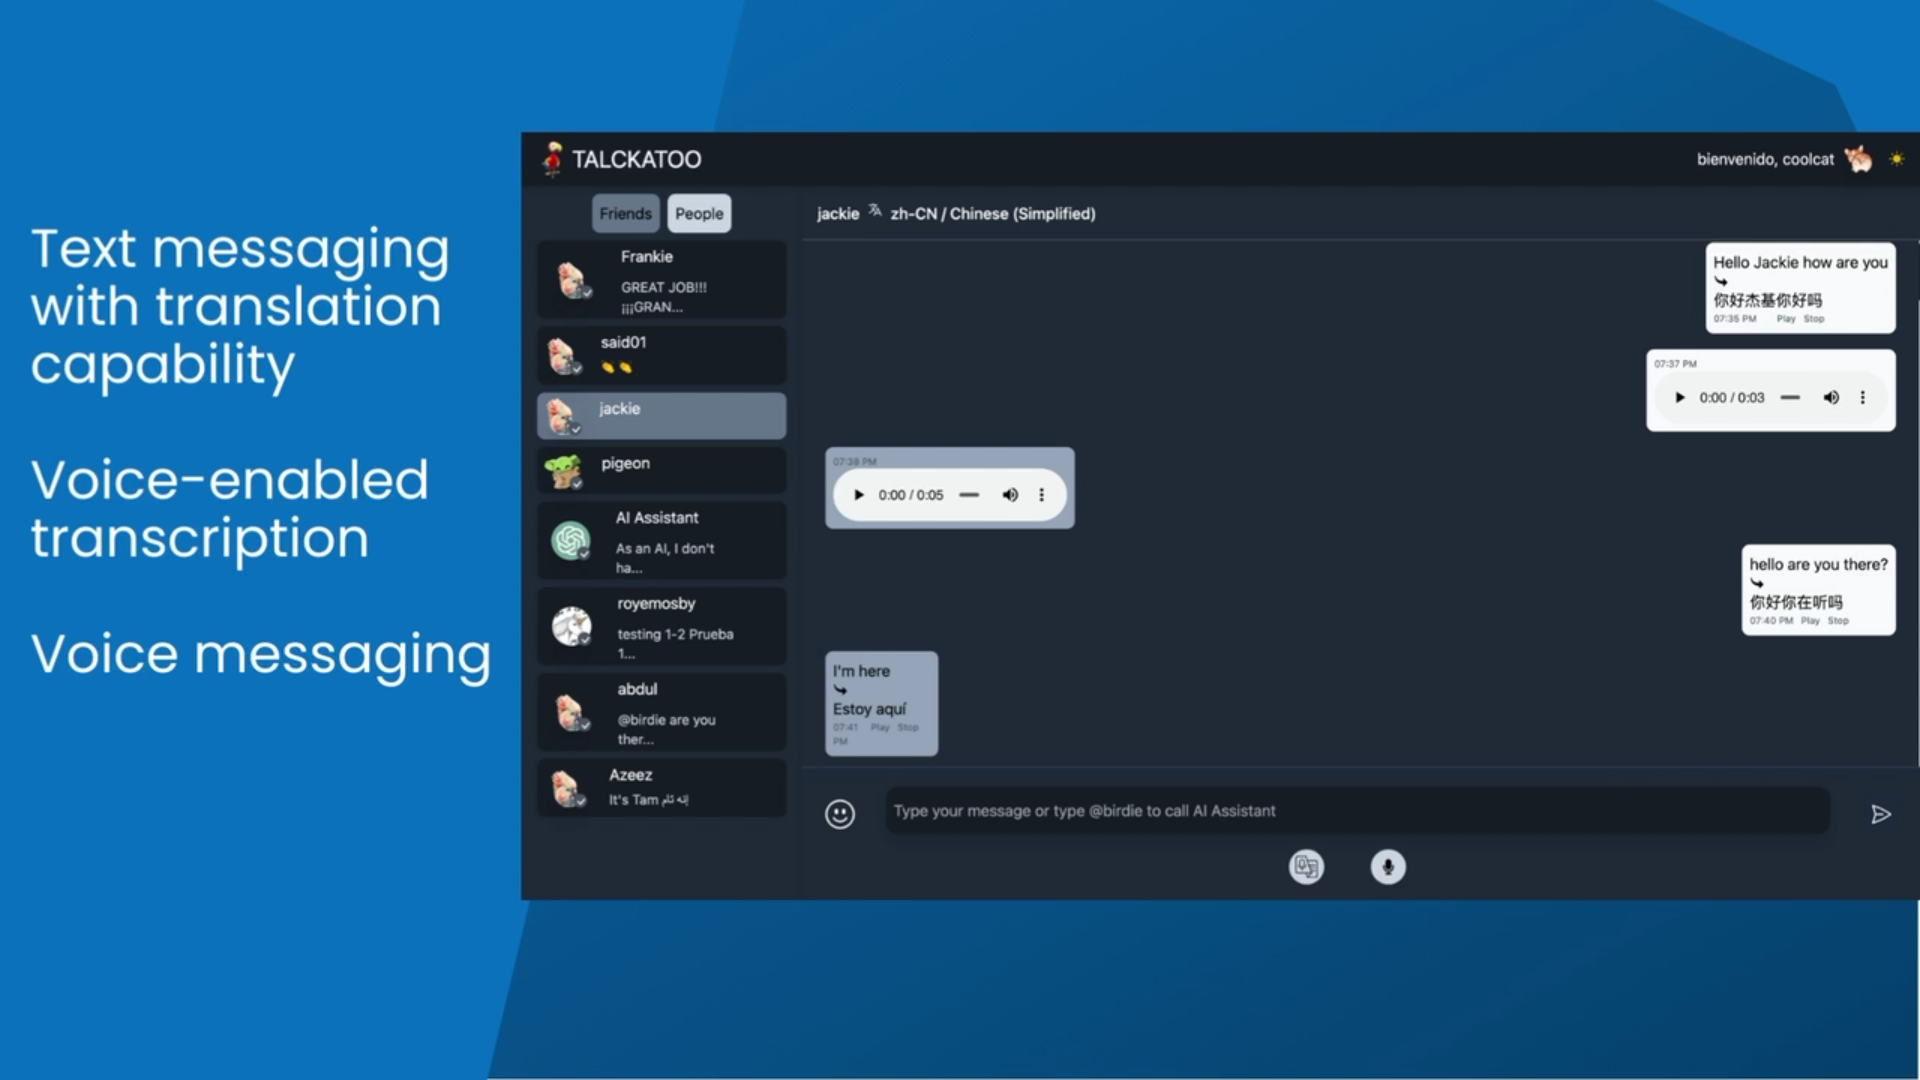 Text messaging
with translation
capability
Voice-enabled
transcription
Voice messaging
TALCKATOO
bienvenido, coolcat
Friends
People
Frankie
GREAT JOB!!!
¡¡¡GRAN...
said01
jackie
pigeon
AI Assistant
As an AI, I don't
ha...
royemosby
testing 1-2 Prueba
1...
abdul
@birdie are you
ther...
Azeez
It's Tam إنه تام
jackie zh-CN / Chinese (Simplified)
Hello Jackie how are you
你好杰基你好吗
07:35 PM Play Stop
07:37 PM
0:00 / 0:03
07:38 PM
0:00 / 0:05
hello are you there?
你好你在听吗
07:40 PM Play Stop
I'm here
Estoy aquí
07:41 Play Stop
PM
Type your message or type @birdie to call AI Assistant